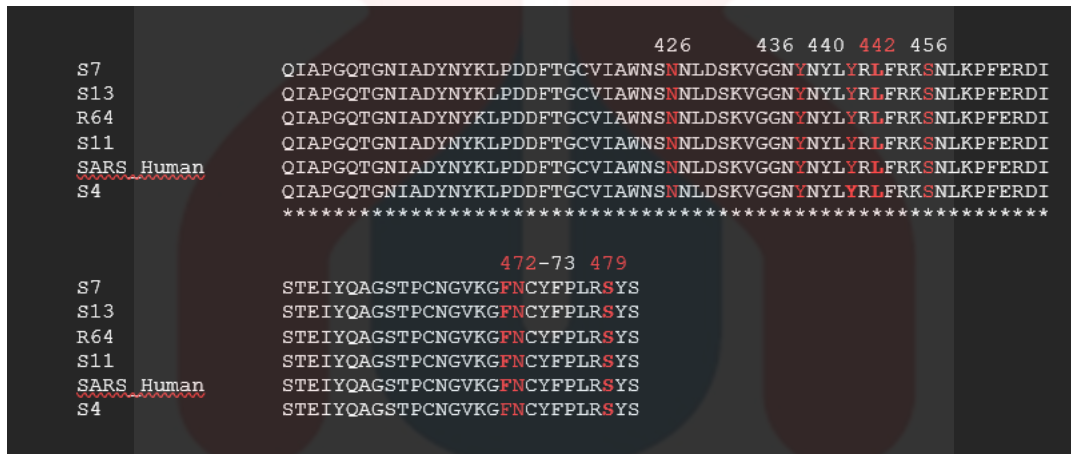 426 436 440 442 456
S7 QIAPGQTGNIADYNYKLPDDFTGCVIAWNSNNLDSKVGGNYNYLYRLFRKSNLKPFERDI
S13 QIAPGQTGNIADYNYKLPDDFTGCVIAWNSNNLDSKVGGNYNYLYRLFRKSNLKPFERDI
R64 QIAPGQTGNIADYNYKLPDDFTGCVIAWNSNNLDSKVGGNYNYLYRLFRKSNLKPFERDI
S11 QIAPGQTGNIADYNYKLPDDFTGCVIAWNSNNLDSKVGGNYNYLYRLFRKSNLKPFERDI
SARS_Human QIAPGQTGNIADYNYKLPDDFTGCVIAWNSNNLDSKVGGNYNYLYRLFRKSNLKPFERDI
S4 QIAPGQTGNIADYNYKLPDDFTGCVIAWNSNNLDSKVGGNYNYLYRLFRKSNLKPFERDI
************************************************************
472-73 479
S7 STEIYQAGSTPCNGVKGFNCYFPLRSYS
S13 STEIYQAGSTPCNGVKGFNCYFPLRSYS
R64 STEIYQAGSTPCNGVKGFNCYFPLRSYS
S11 STEIYQAGSTPCNGVKGFNCYFPLRSYS
SARS_Human STEIYQAGSTPCNGVKGFNCYFPLRSYS
S4 STEIYQAGSTPCNGVKGFNCYFPLRSYS